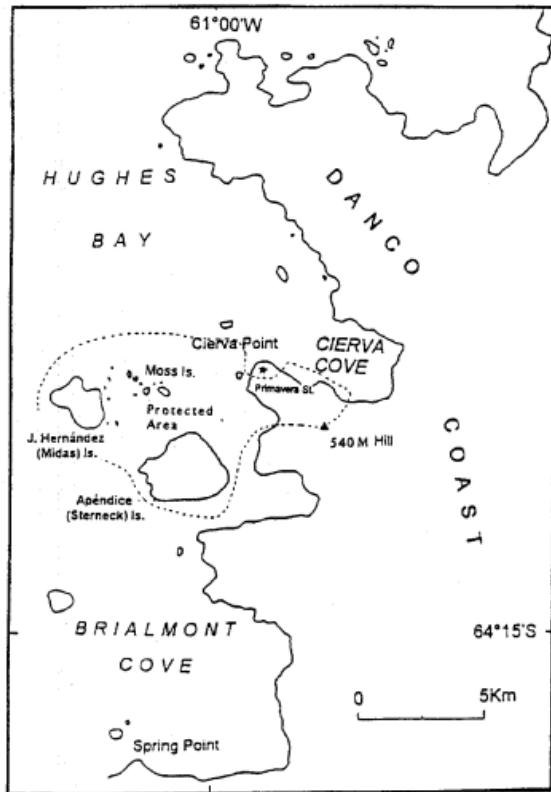 61°00'W
HUGHES
BAY
DANCO
CIERVA
COVE
Cierva Point
Primavera St.
Moss Is.
Protected
Area
J. Hernández
(Midas) Is.
540 M Hill
Apéndice
(Sterneck) Is.
COAST
BRIALMONT
COVE
64°15'S
0 5Km
Spring Point